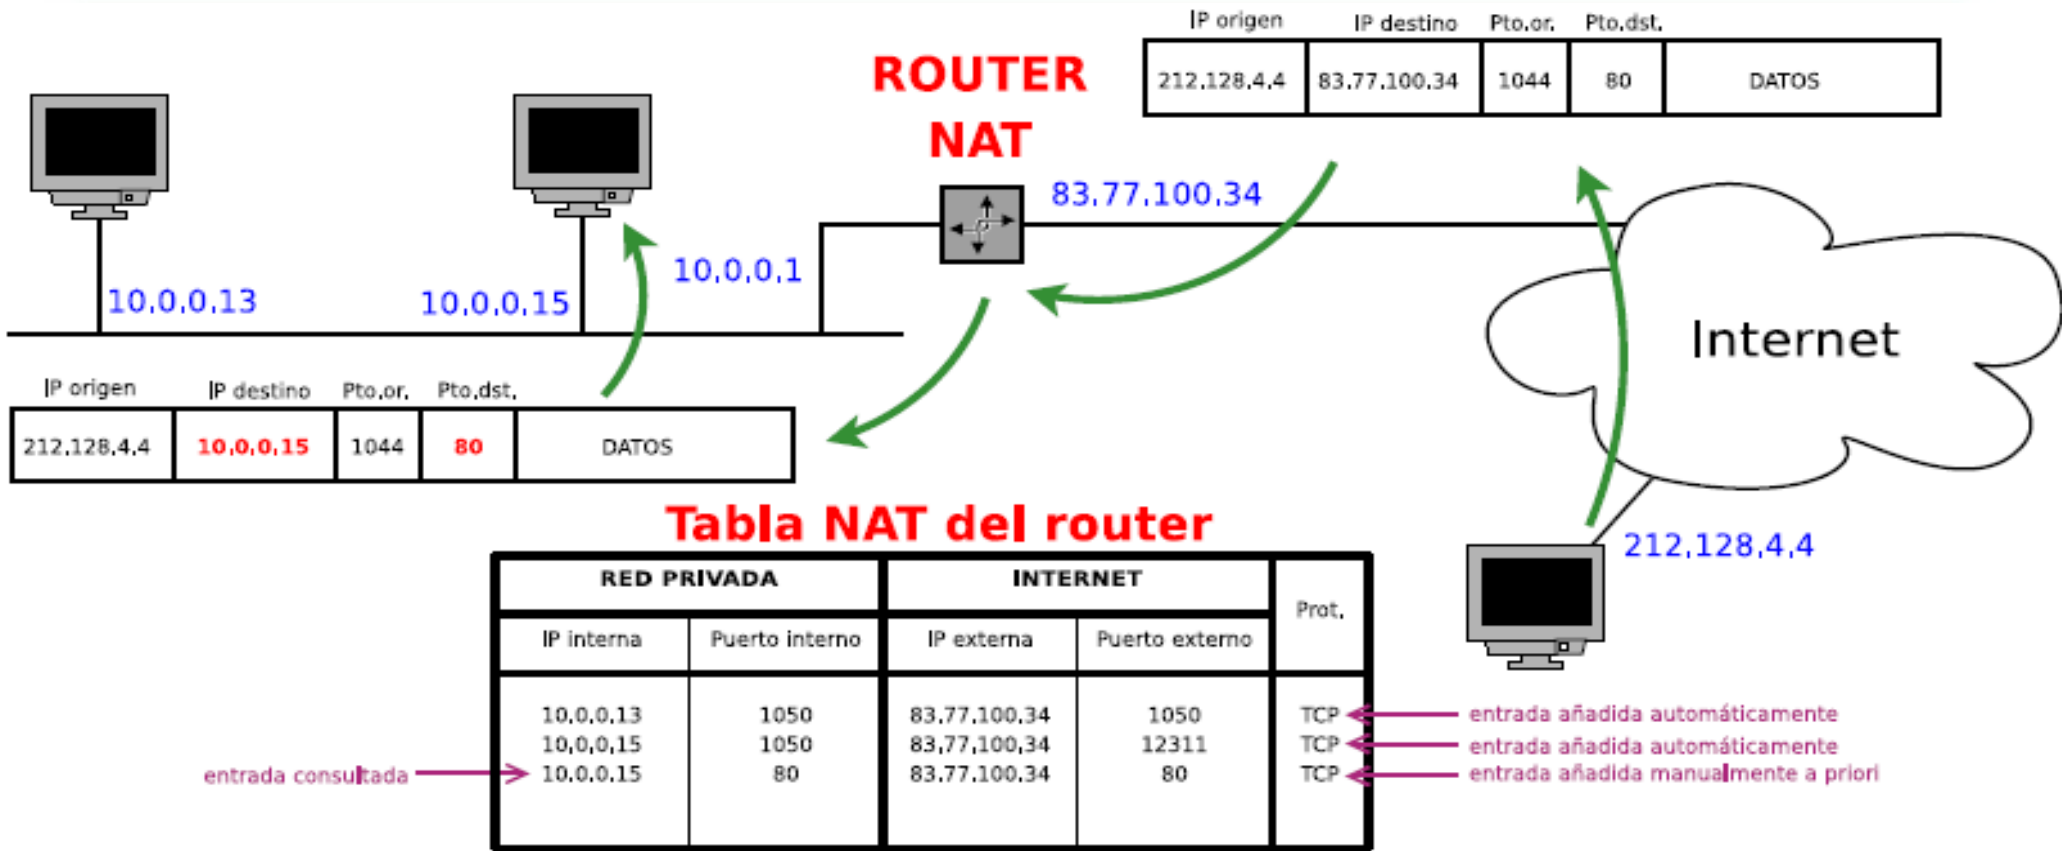 IP origen IP destino Pto.or. Pto.dst.
212.128.4.4 83.77.100.34 1044 80 DATOS
ROUTER
NAT
83.77.100.34
10.0.0.1
10.0.0.13
10.0.0.15
Internet
IP origen IP destino Pto.or. Pto.dst.
212.128.4.4 10.0.0.15 1044 80 DATOS
212.128.4.4
Tabla NAT del router
RED PRIVADA INTERNET Prot.
IP interna Puerto interno IP externa Puerto externo
10.0.0.13 1050 83.77.100.34 1050 TCP entrada añadida automáticamente
10.0.0.15 1050 83.77.100.34 12311 TCP entrada añadida automáticamente
entrada consultada 10.0.0.15 80 83.77.100.34 80 TCP entrada añadida manualmente a priori